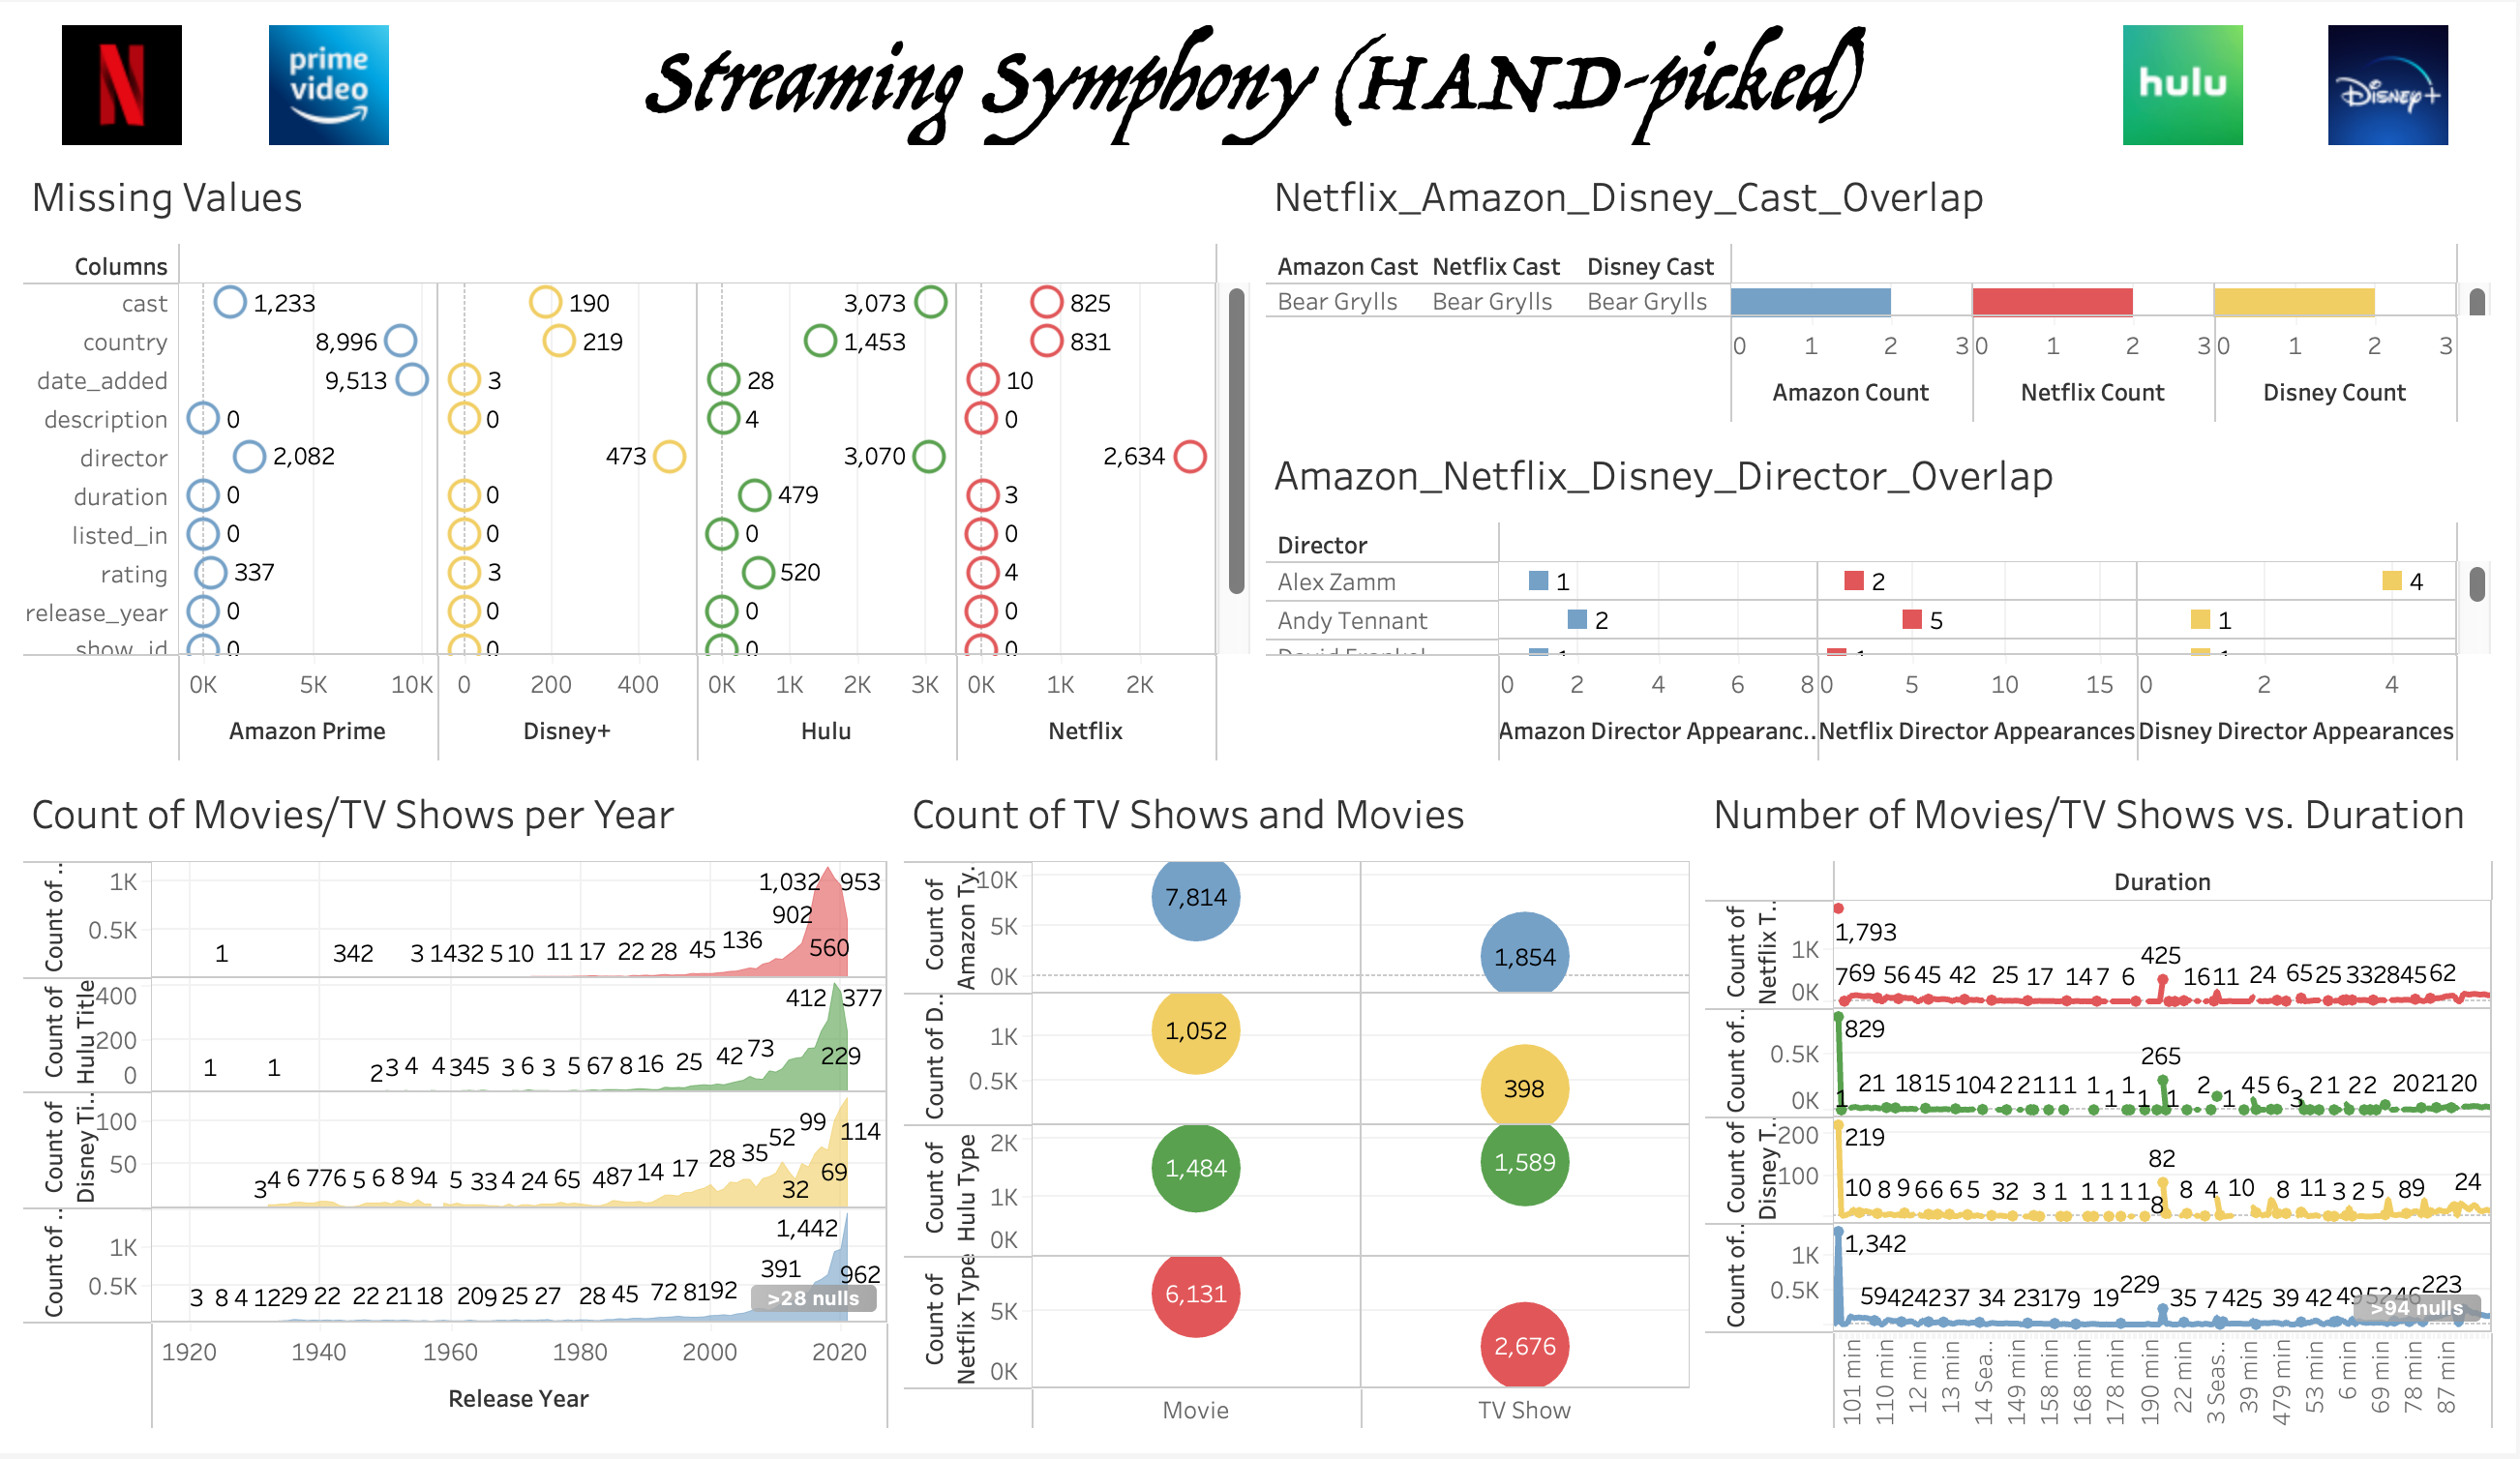 N
prime video
Streaming Symphony (HAND-picked)
hulu
Disney+
Missing Values
Columns
cast 1,233 190 3,073 825
country 8,996 219 1,453 831
date_added 9,513 3 28 10
description 0 0 4 0
director 2,082 473 3,070 2,634
duration 0 0 479 3
listed_in 0 0 0 0
rating 337 3 520 4
release_year 0 0 0 0
show_id 0 0 0 0
0K 5K 10K 0 200 400 0K 1K 2K 3K 0K 1K 2K
Amazon Prime Disney+ Hulu Netflix
Netflix_Amazon_Disney_Cast_Overlap
Amazon Cast Netflix Cast Disney Cast
Bear Grylls Bear Grylls Bear Grylls
0 1 2 3 0 1 2 3 0 1 2 3
Amazon Count Netflix Count Disney Count
Amazon_Netflix_Disney_Director_Overlap
Director
Alex Zamm 1 2 4
Andy Tennant 2 5 1
David Frankel 1 1 1
0 2 4 6 8 0 5 10 15 0 2 4
Amazon Director Appearanc.. Netflix Director Appearances Disney Director Appearances
Count of Movies/TV Shows per Year
Count of ..
1K
0.5K
1 342 3 1432 5 10 11 17 22 28 45 136 902 1,032 953 560
Count of Hulu Title
400
200
0
1 1 2 3 4 4 345 3 6 3 5 67 8 16 25 42 73 412 377 229
Count of Disney Ti..
100
50
3 4 6 776 5 6 8 94 5 33 4 24 65 487 14 17 28 35 52 99 114 32 69
Count of ..
1K
0.5K
3 8 4 1229 22 22 21 18 209 25 27 28 45 72 8192 391 1,442 962
>28 nulls
1920 1940 1960 1980 2000 2020
Release Year
Count of TV Shows and Movies
Count of Amazon Ty..
10K
5K
0K
7,814 1,854
Count of D..
1K
0.5K
1,052 398
Count of Hulu Type
2K
1K
0K
1,484 1,589
Count of Netflix Type
5K
0K
6,131 2,676
Movie TV Show
Number of Movies/TV Shows vs. Duration
Duration
Count of Netflix T..
1K
0K
1,793
425
769 56 45 42 25 17 14 7 6 16 11 24 65 25 33 28 45 62
Count of..
0.5K
0K
829
265
1 21 18 15 104 2 2 1 1 1 1 1 1 1 1 2 1 45 6 3 2 1 22 20 21 20
Count of Disney T..
200
100
219
82
10 8 9 6 6 6 5 32 3 1 1 1 1 1 8 8 4 10 8 11 3 2 5 89 24
Count of..
1K
0.5K
1,342
59 42 42 37 34 23 17 9 19 229 35 7 42 5 39 42 49 52 46 223
>94 nulls
101 min 110 min 12 min 13 min 14 Sea.. 149 min 158 min 168 min 178 min 190 min 22 min 3 Seas.. 39 min 479 min 53 min 6 min 69 min 78 min 87 min